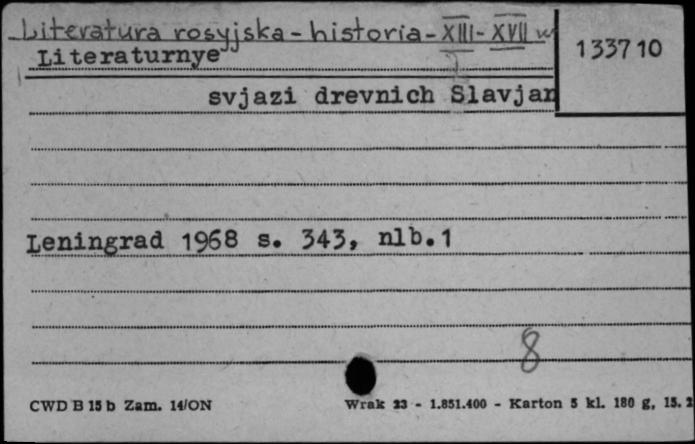 Literatura rosyjska - historia - XIII - XVII w
133710
Literaturnye
svjazi drevnich Slavjan
Leningrad 1968 s. 343, nlb.1
8
CWD B 15 b Zam. 14/ON
Wrak 23 - 1.851.400 - Karton 5 kl. 180 g, 15.2